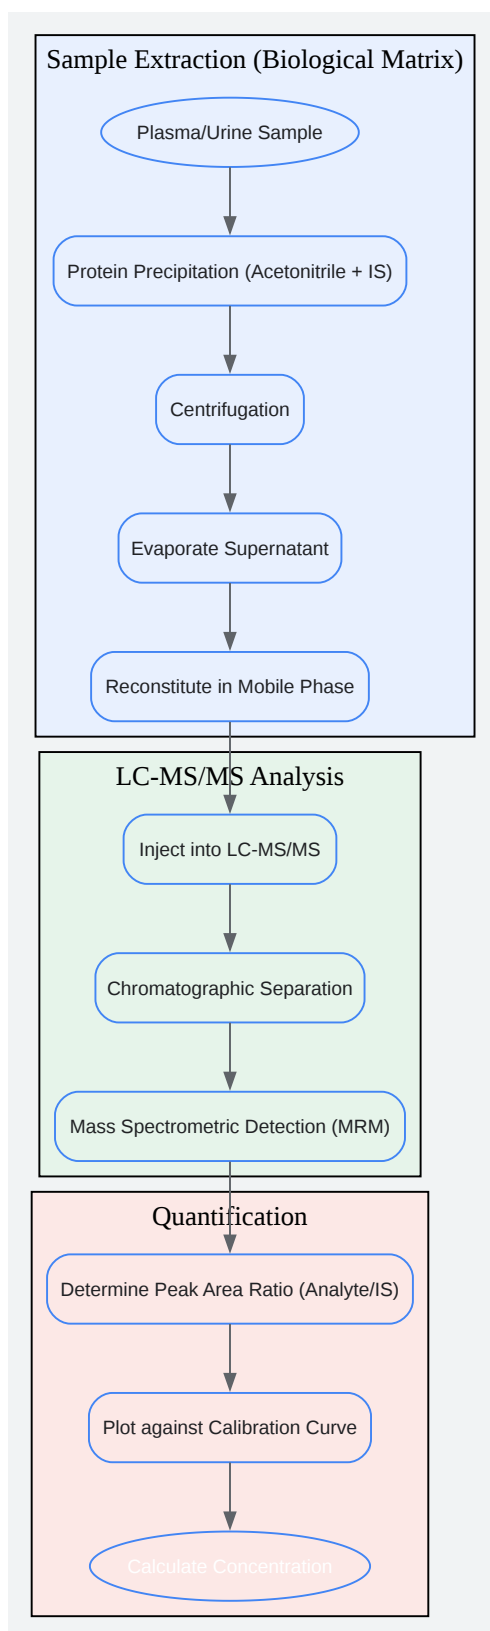 Sample Extraction (Biological Matrix)
Plasma/Urine Sample
Protein Precipitation (Acetonitrile + IS)
Centrifugation
Evaporate Supernatant
Reconstitute in Mobile Phase
LC-MS/MS Analysis
Inject into LC-MS/MS
Chromatographic Separation
Mass Spectrometric Detection (MRM)
Quantification
Determine Peak Area Ratio (Analyte/IS)
Plot against Calibration Curve
Calculate Concentration